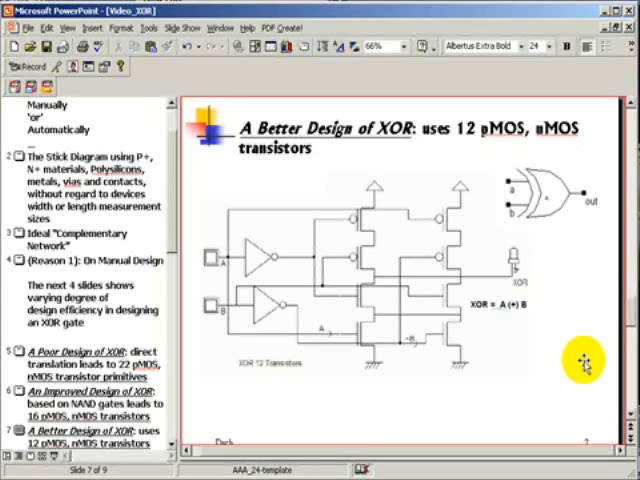 Microsoft PowerPoint - [Video_XOR]
File Edit View Insert Format Tools Slide Show Window Help PDF Create!
66%
Albertus Extra Bold
24
B
Record
Manually
'or'
Automatically
...
2 The Stick Diagram using P+,
N+ materials, Polysilicons,
metals, vias and contacts,
without regard to devices
width or length measurement
sizes
3 Ideal "Complementary
Network"
4 (Reason 1): On Manual Design
The next 4 slides shows
varying degree of
design efficiency in designing
an XOR gate
5 A Poor Design of XOR: direct
translation leads to 22 pMOS,
nMOS transistor primitives
6 An Improved Design of XOR:
based on NAND gates leads to
16 pMOS, nMOS transistors
7 A Better Design of XOR: uses
12 pMOS, nMOS transistors
A Better Design of XOR: uses 12 pMOS, nMOS
transistors
a
b
out
A
XOR
B
XOR = A (+) B
A
~B
XOR 12 Transistors
Slide 7 of 9
AAA_24-template